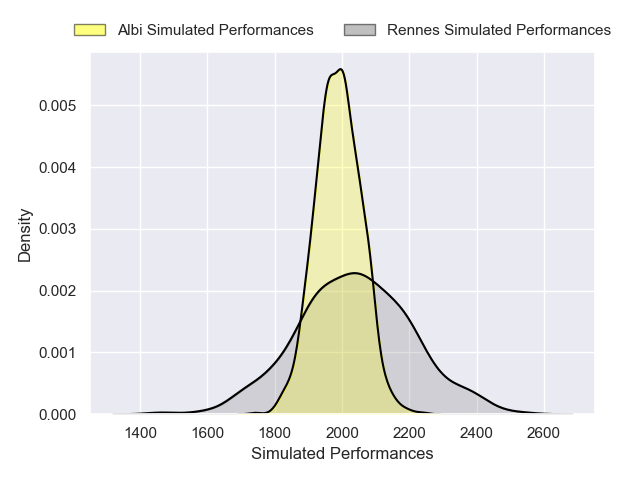 Albi Simulated Performances Rennes Simulated Performances
0.005
0.004
0.003
0.002
0.001
0.000
Density
1400 1600 1800 2000 2200 2400 2600
Simulated Performances